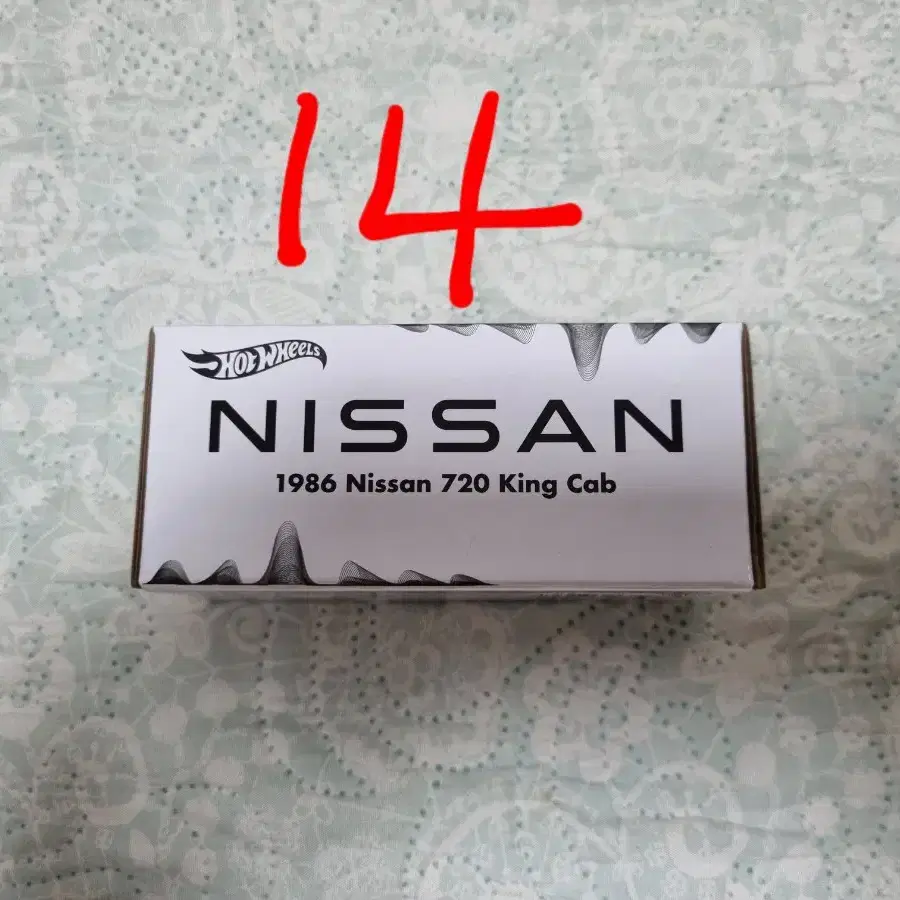 14
HOT WHEELS
NISSAN
1986 Nissan 720 King Cab